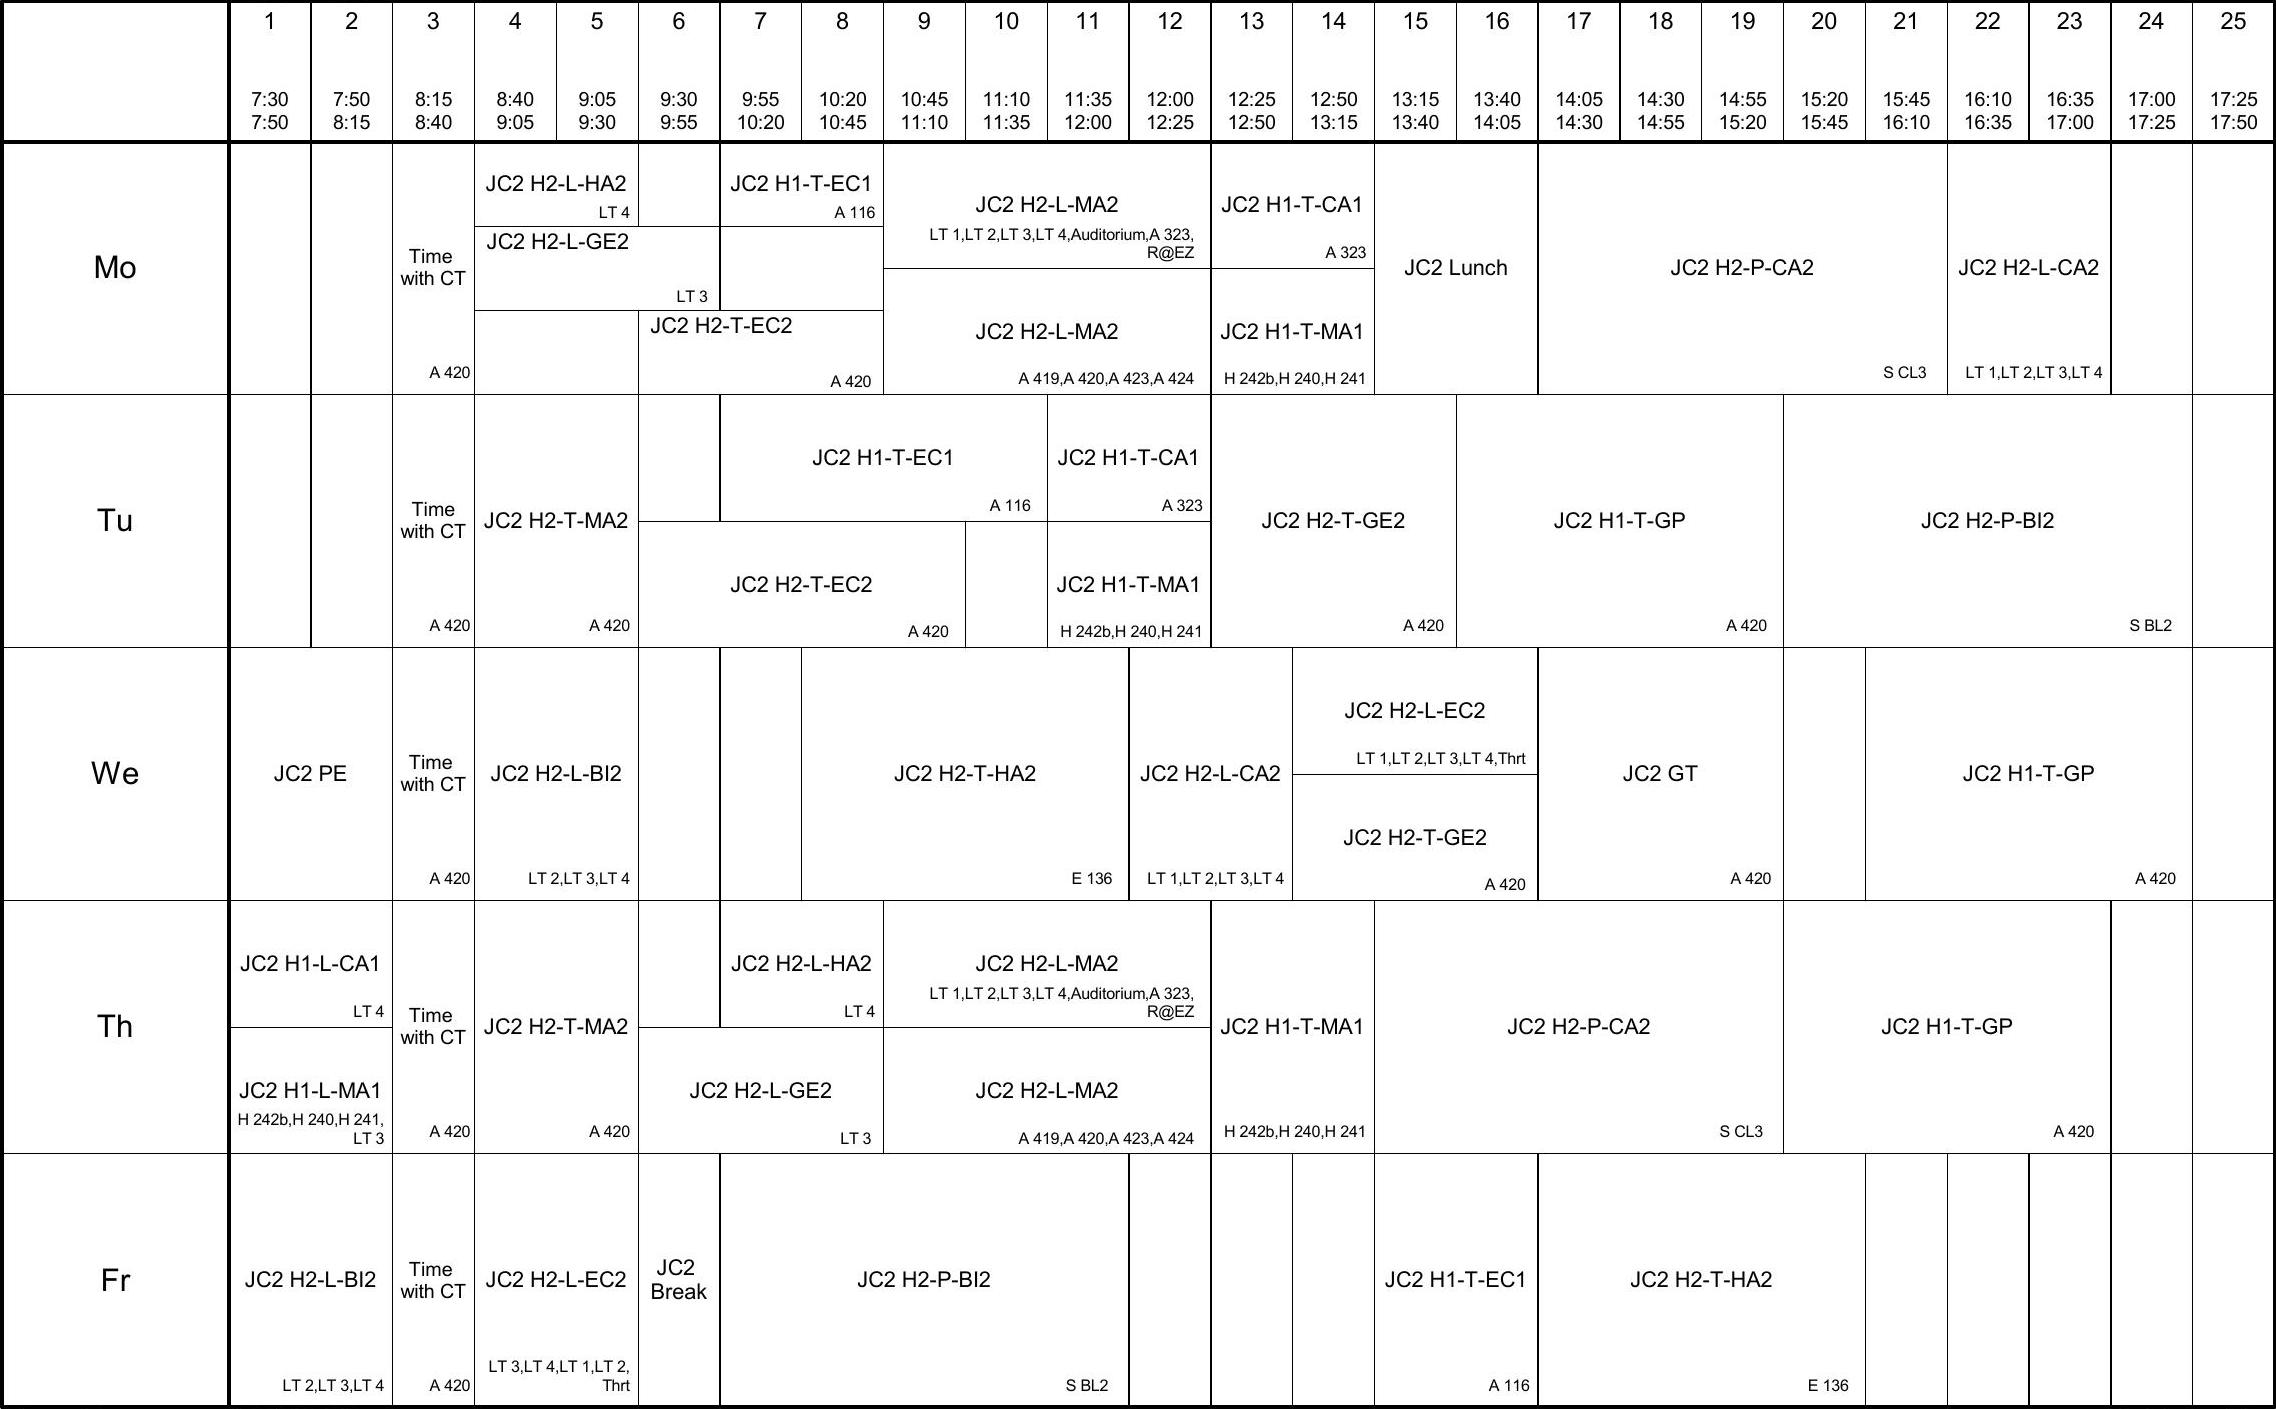 1 2 3 4 5 6 7 8 9 10 11 12 13 14 15 16 17 18 19 20 21 22 23 24 25
7:30 7:50 8:15 8:40 9:05 9:30 9:55 10:20 10:45 11:10 11:35 12:00 12:25 12:50 13:15 13:40 14:05 14:30 14:55 15:20 15:45 16:10 16:35 17:00 17:25
7:50 8:15 8:40 9:05 9:30 9:55 10:20 10:45 11:10 11:35 12:00 12:25 12:50 13:15 13:40 14:05 14:30 14:55 15:20 15:45 16:10 16:35 17:00 17:25 17:50
Mo
Time
with CT
A 420
JC2 H2-L-HA2
LT 4
JC2 H2-L-GE2
LT 3
JC2 H1-T-EC1
A 116
JC2 H2-T-EC2
A 420
JC2 H2-L-MA2
LT 1,LT 2,LT 3,LT 4,Auditorium,A 323,
R@EZ
JC2 H2-L-MA2
A 419,A 420,A 423,A 424
JC2 H1-T-CA1
A 323
JC2 H1-T-MA1
H 242b,H 240,H 241
JC2 Lunch
JC2 H2-P-CA2
S CL3
JC2 H2-L-CA2
LT 1,LT 2,LT 3,LT 4
Tu
Time
with CT
A 420
JC2 H2-T-MA2
A 420
JC2 H1-T-EC1
A 116
JC2 H2-T-EC2
A 420
JC2 H1-T-CA1
A 323
JC2 H1-T-MA1
H 242b,H 240,H 241
JC2 H2-T-GE2
A 420
JC2 H1-T-GP
A 420
JC2 H2-P-BI2
S BL2
We
JC2 PE
Time
with CT
A 420
JC2 H2-L-BI2
LT 2,LT 3,LT 4
JC2 H2-T-HA2
E 136
JC2 H2-L-CA2
LT 1,LT 2,LT 3,LT 4
JC2 H2-L-EC2
LT 1,LT 2,LT 3,LT 4,Thrt
JC2 H2-T-GE2
A 420
JC2 GT
A 420
JC2 H1-T-GP
A 420
Th
JC2 H1-L-CA1
LT 4
JC2 H1-L-MA1
H 242b,H 240,H 241,
LT 3
Time
with CT
A 420
JC2 H2-T-MA2
A 420
JC2 H2-L-HA2
LT 4
JC2 H2-L-GE2
LT 3
JC2 H2-L-MA2
LT 1,LT 2,LT 3,LT 4,Auditorium,A 323,
R@EZ
JC2 H2-L-MA2
A 419,A 420,A 423,A 424
JC2 H1-T-MA1
H 242b,H 240,H 241
JC2 H2-P-CA2
S CL3
JC2 H1-T-GP
A 420
Fr
JC2 H2-L-BI2
LT 2,LT 3,LT 4
Time
with CT
A 420
JC2 H2-L-EC2
LT 3,LT 4,LT 1,LT 2,
Thrt
JC2
Break
JC2 H2-P-BI2
S BL2
JC2 H1-T-EC1
A 116
JC2 H2-T-HA2
E 136